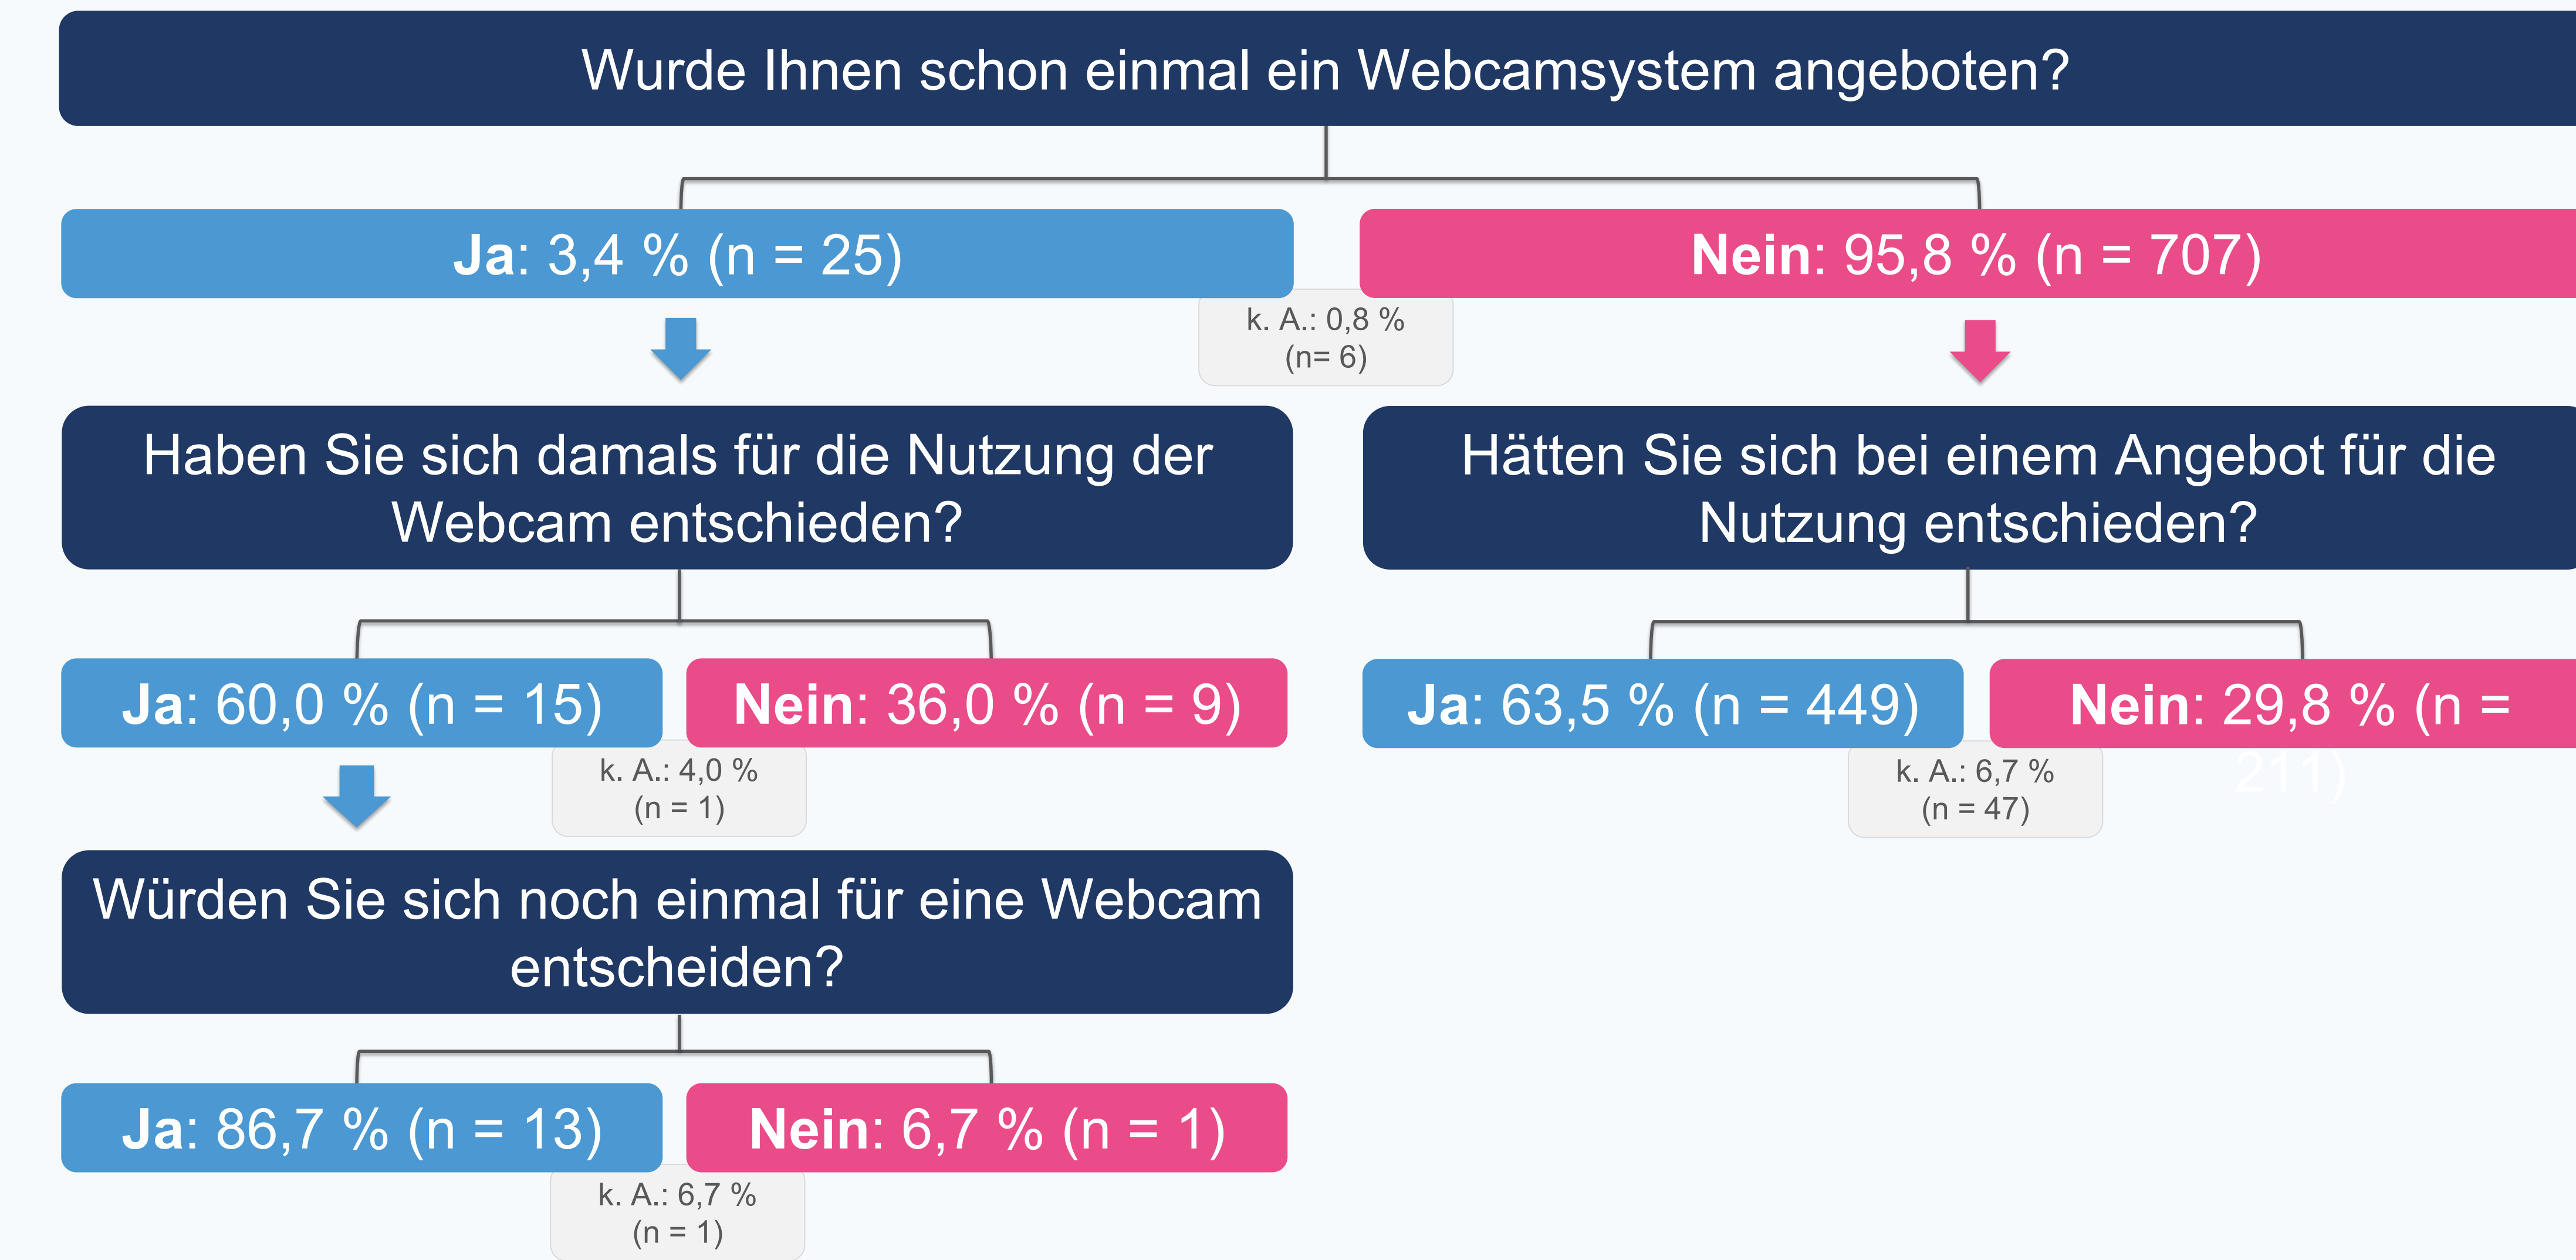 Wurde Ihnen schon einmal ein Webcamsystem angeboten?
Ja: 3,4 % (n = 25)
Nein: 95,8 % (n = 707)
k. A.: 0,8 %
(n= 6)
Haben Sie sich damals für die Nutzung der
Webcam entschieden?
Hätten Sie sich bei einem Angebot für die
Nutzung entschieden?
Ja: 60,0 % (n = 15)
Nein: 36,0 % (n = 9)
k. A.: 4,0 %
(n = 1)
Ja: 63,5 % (n = 449)
Nein: 29,8 % (n =
211)
k. A.: 6,7 %
(n = 47)
Würden Sie sich noch einmal für eine Webcam
entscheiden?
Ja: 86,7 % (n = 13)
Nein: 6,7 % (n = 1)
k. A.: 6,7 %
(n = 1)